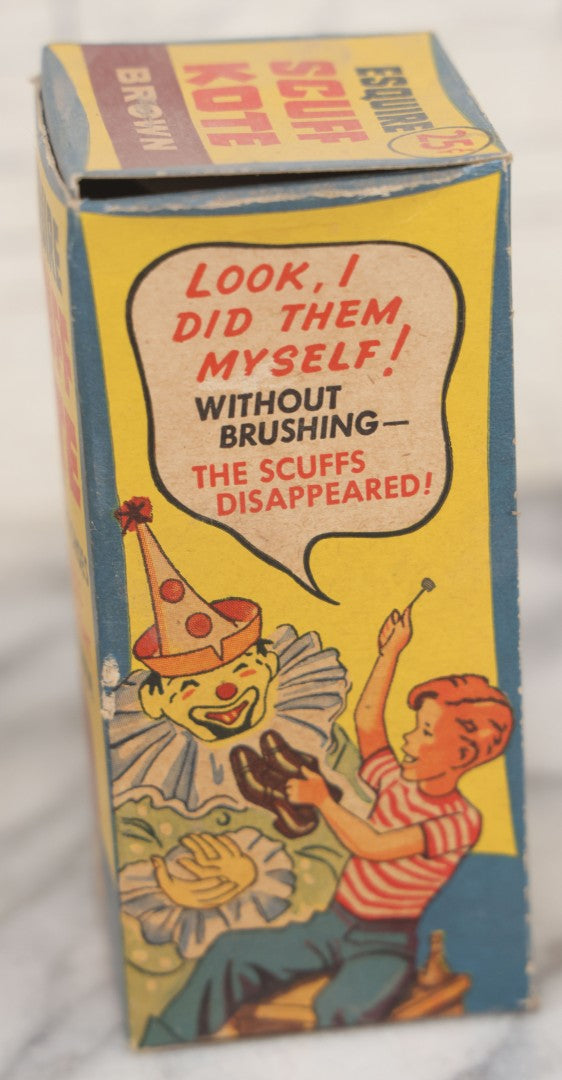 ESQUIRE 25¢
SCUFF
KOTE
BROWN
LOOK, I
DID THEM
MYSELF!
WITHOUT
BRUSHING—
THE SCUFFS
DISAPPEARED!